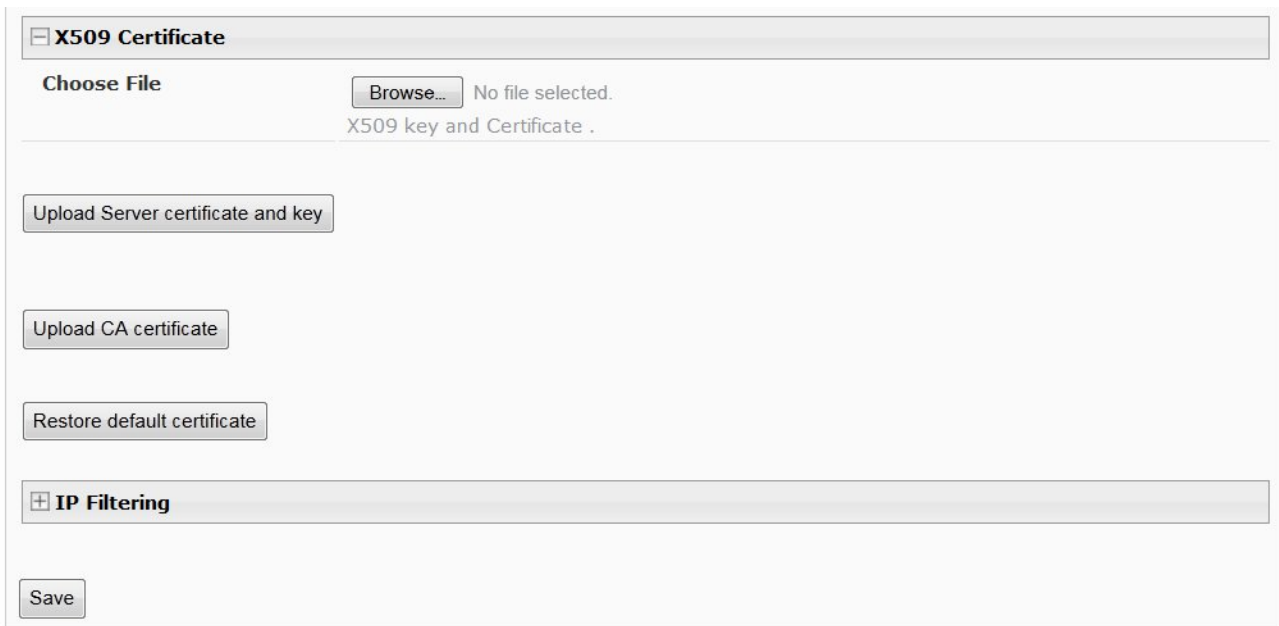 X509 Certificate
Choose File
Browse... No file selected.
X509 key and Certificate .
Upload Server certificate and key
Upload CA certificate
Restore default certificate
IP Filtering
Save